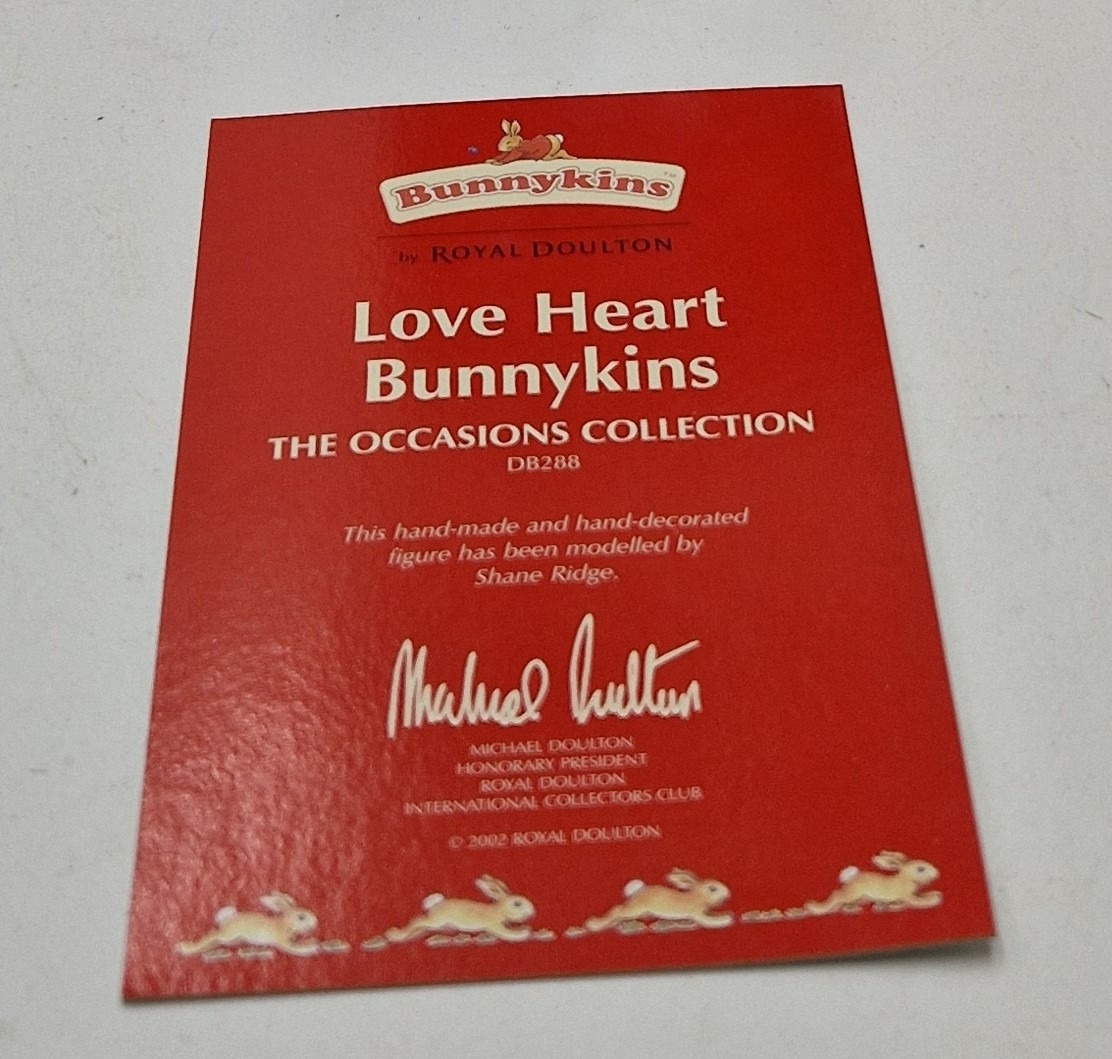 Bunnykins™
by ROYAL DOULTON
Love Heart
Bunnykins
THE OCCASIONS COLLECTION
DB288
This hand-made and hand-decorated
figure has been modelled by
Shane Ridge.
Michael Doulton
MICHAEL DOULTON
HONORARY PRESIDENT
ROYAL DOULTON
INTERNATIONAL COLLECTORS CLUB
© 2002 ROYAL DOULTON